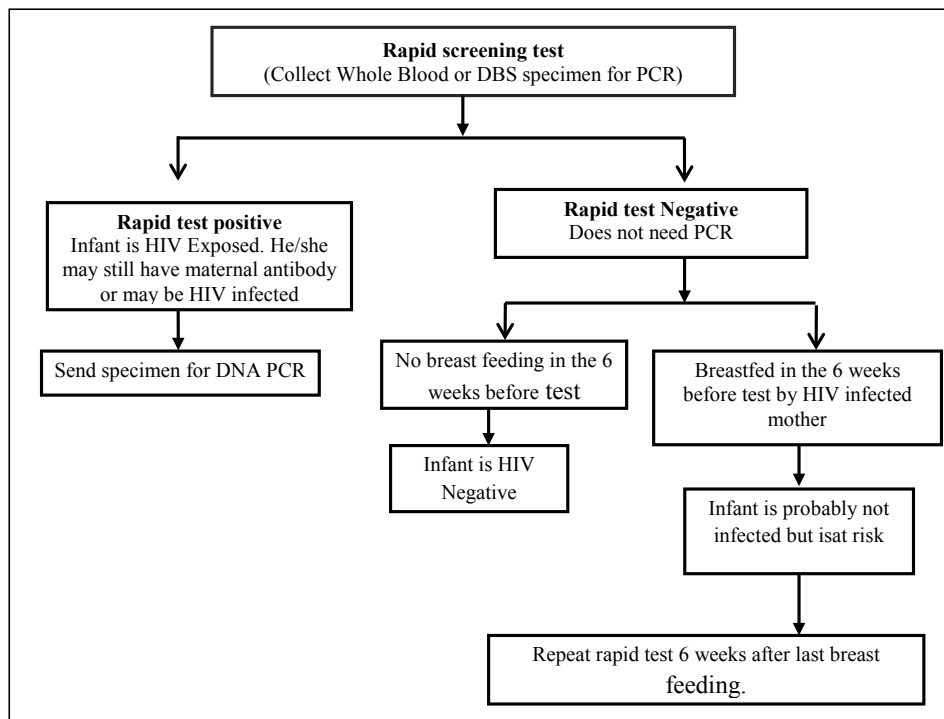 Rapid screening test
(Collect Whole Blood or DBS specimen for PCR)
Rapid test positive
Infant is HIV Exposed. He/she
may still have maternal antibody
or may be HIV infected
Send specimen for DNA PCR
Rapid test Negative
Does not need PCR
No breast feeding in the 6
weeks before test
Infant is HIV
Negative
Breastfed in the 6 weeks
before test by HIV infected
mother
Infant is probably not
infected but isat risk
Repeat rapid test 6 weeks after last breast
feeding.